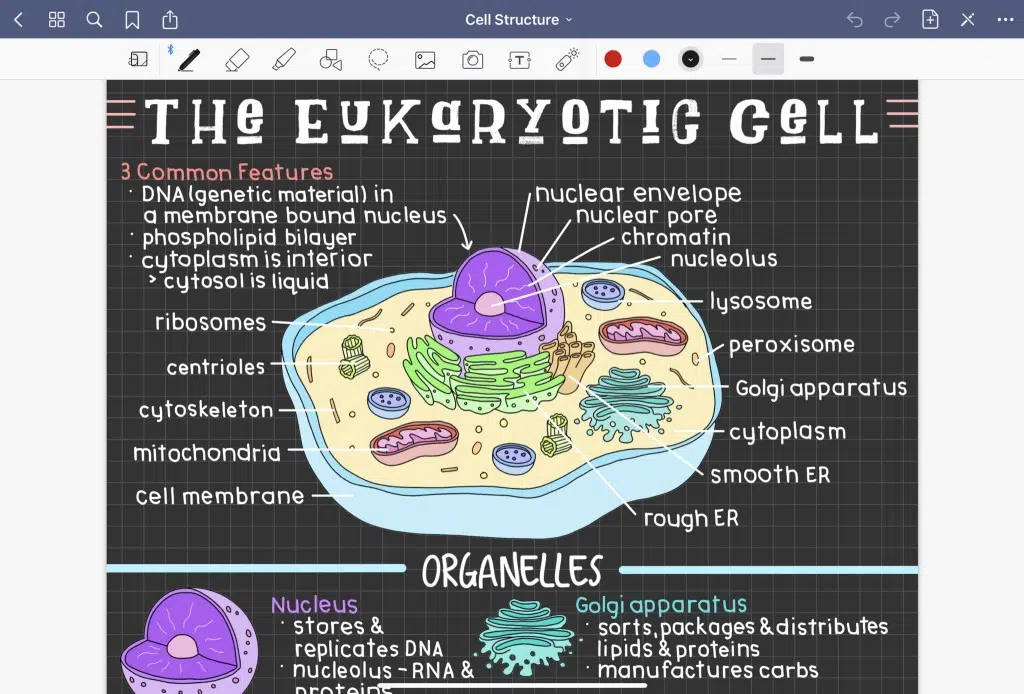 Cell Structure
THE EUKARYOTIC CELL
3 Common Features
· DNA (genetic material) in
a membrane bound nucleus
· phospholipid bilayer
· cytoplasm is interior
> cytosol is liquid
nuclear envelope
nuclear pore
chromatin
nucleolus
lysosome
peroxisome
Golgi apparatus
cytoplasm
smooth ER
rough ER
ribosomes
centrioles
cytoskeleton
mitochondria
cell membrane
ORGANELLES
Nucleus
· stores &
replicates DNA
· nucleolus - RNA &
proteins
Golgi apparatus
· sorts, packages & distributes
lipids & proteins
· manufactures carbs